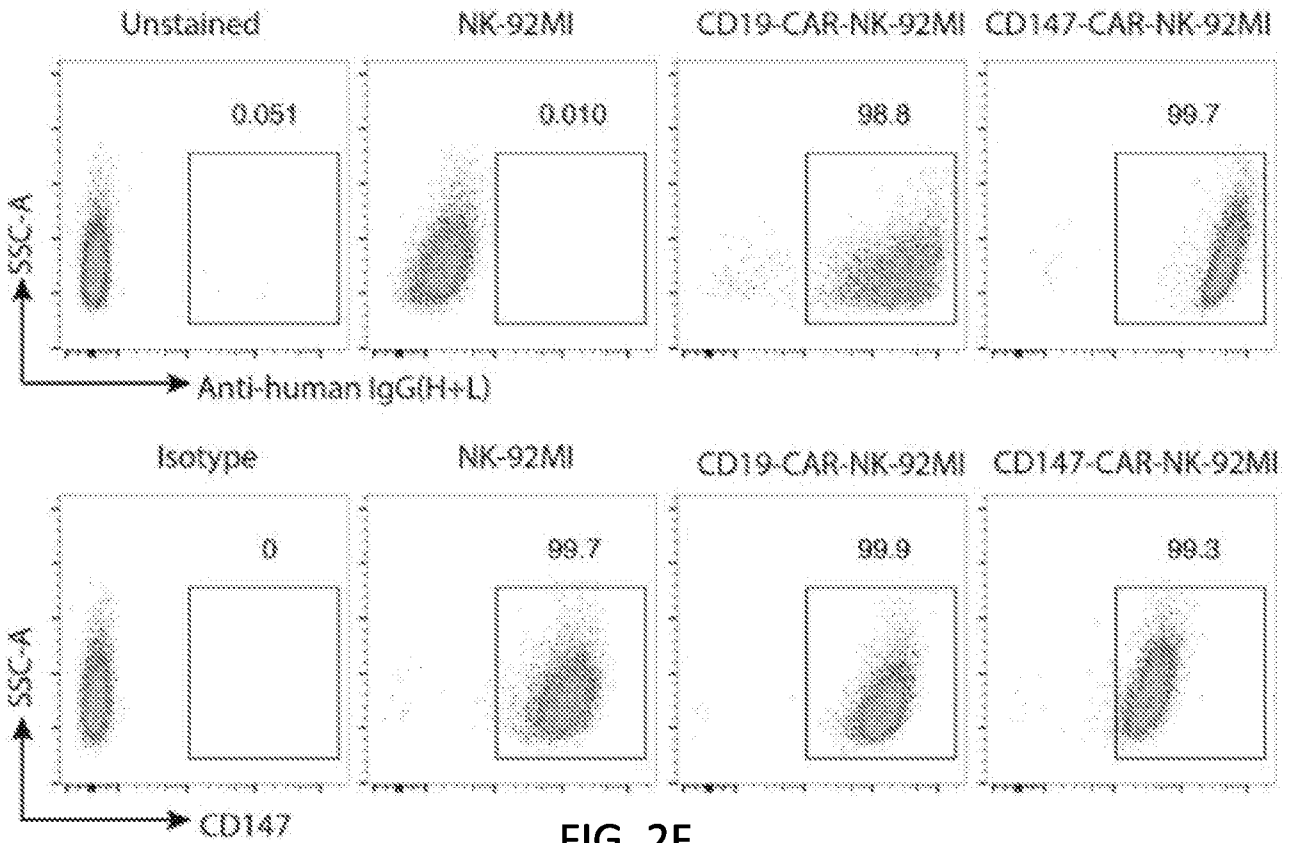 Unstained NK-92MI CD19-CAR-NK-92MI CD147-CAR-NK-92MI
0.051 0.010 98.8 99.7
SSC-A
Anti-human IgG(H+L)
Isotype NK-92MI CD19-CAR-NK-92MI CD147-CAR-NK-92MI
0 99.7 99.9 99.3
SSC-A
CD147